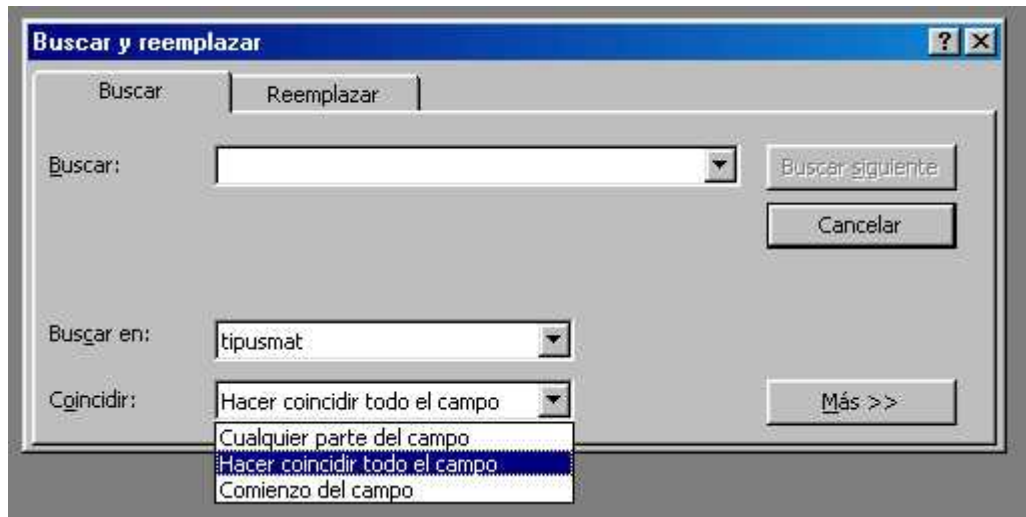 Buscar y reemplazar
Buscar
Reemplazar
Buscar:
Buscar siguiente
Cancelar
Buscar en:
tipusmat
Coincidir:
Hacer coincidir todo el campo
Más >>
Cualquier parte del campo
Hacer coincidir todo el campo
Comienzo del campo